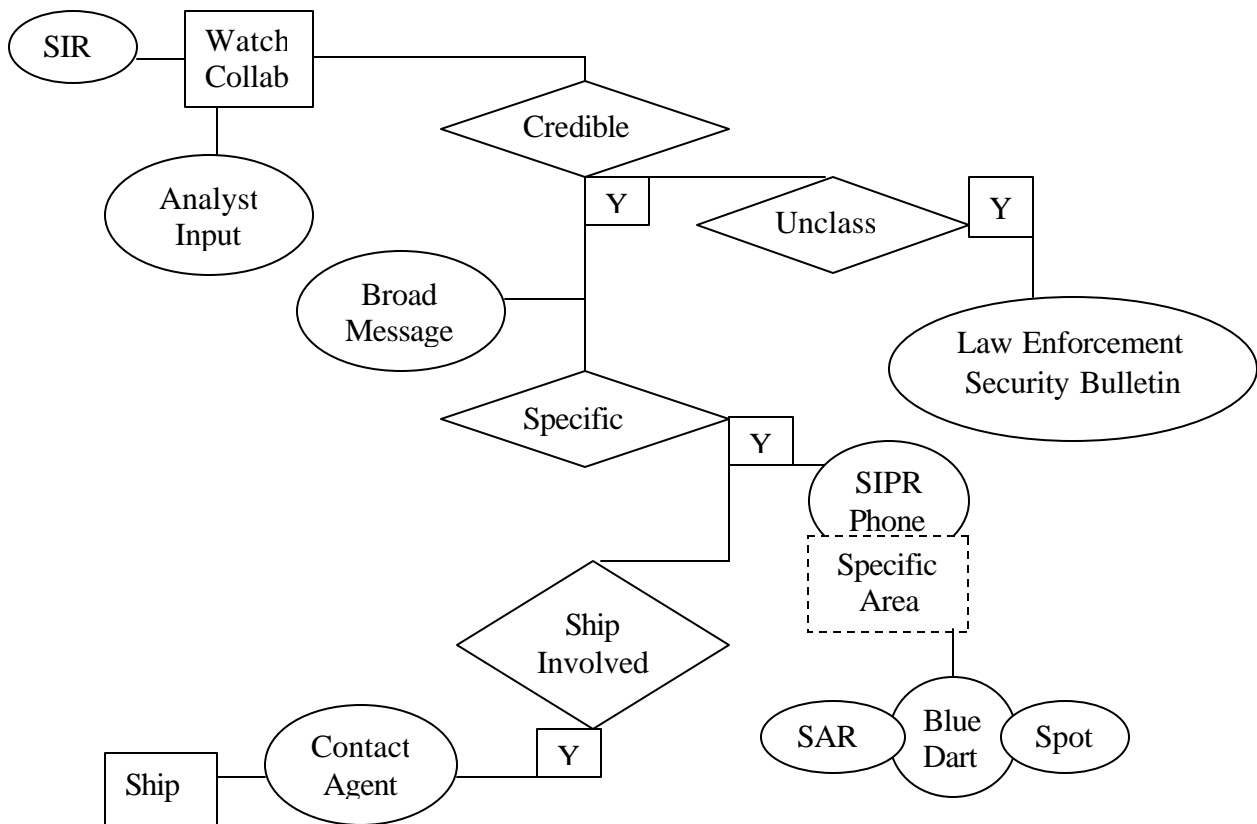 SIR
Watch
Collab
Credible
Analyst
Input
Y
Unclass
Y
Broad
Message
Law Enforcement
Security Bulletin
Specific
Y
SIPR
Phone
Specific
Area
Ship
Involved
SAR
Blue
Dart
Spot
Y
Contact
Agent
Ship